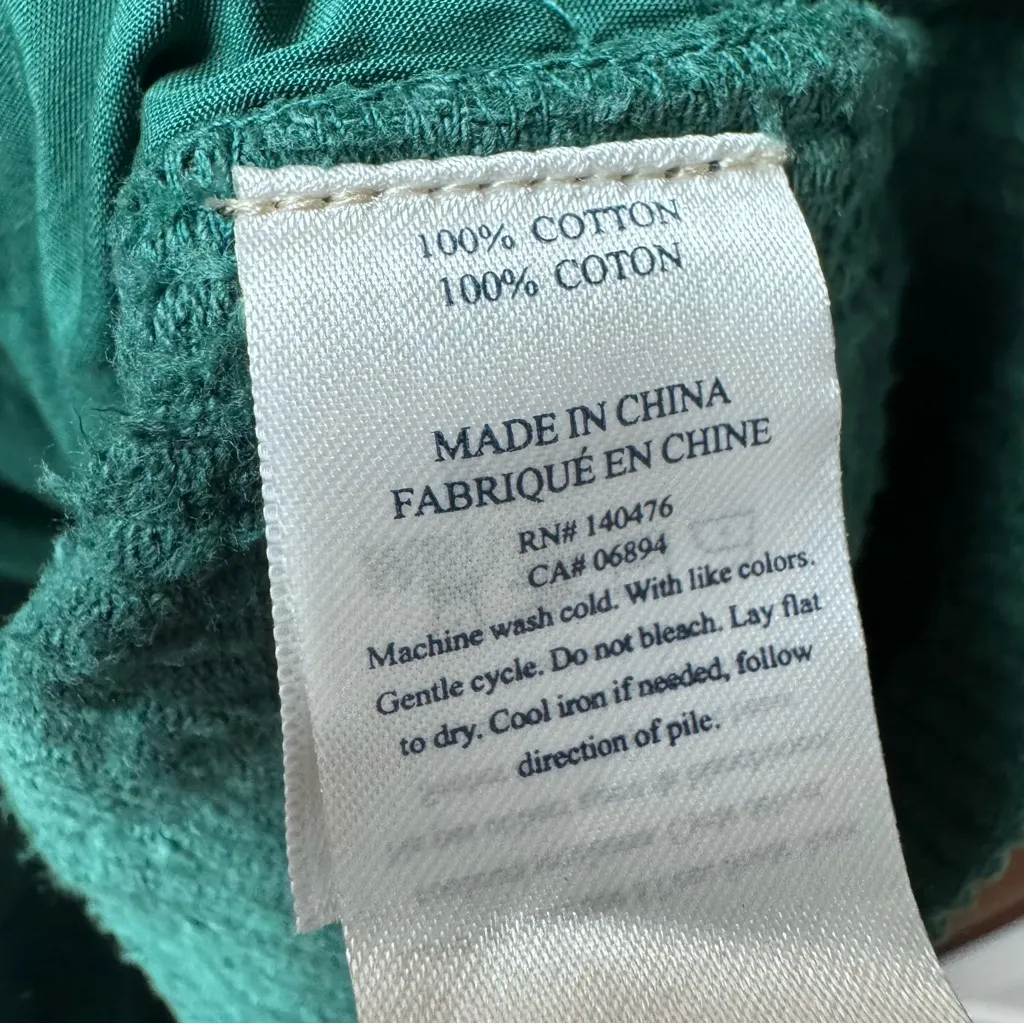 100% COTTON
100% COTON
MADE IN CHINA
FABRIQUÉ EN CHINE
RN# 140476
CA# 06894
Machine wash cold. With like colors.
Gentle cycle. Do not bleach. Lay flat
to dry. Cool iron if needed, follow
direction of pile.